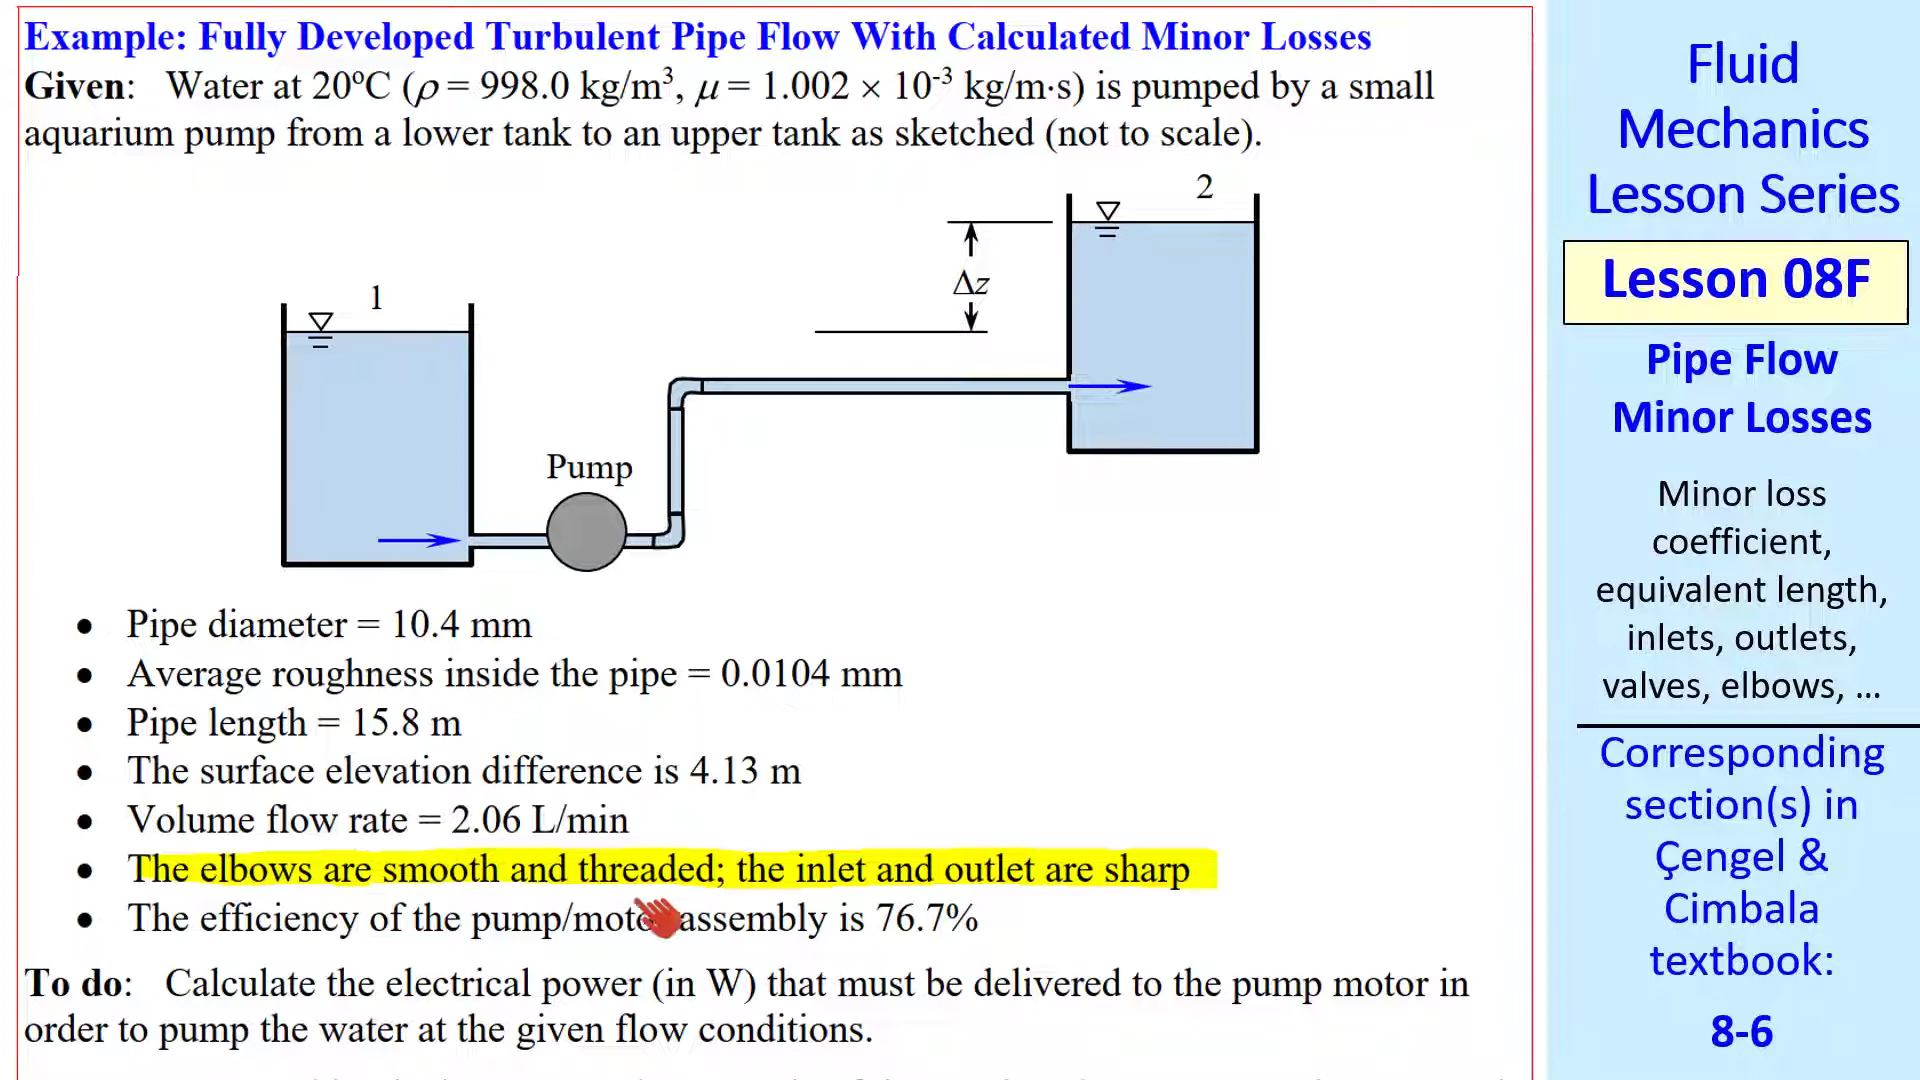 Example: Fully Developed Turbulent Pipe Flow With Calculated Minor Losses
Given: Water at 20ºC (ρ = 998.0 kg/m³, μ = 1.002 × 10⁻³ kg/m·s) is pumped by a small
aquarium pump from a lower tank to an upper tank as sketched (not to scale).
2
Δz
1
Pump
• Pipe diameter = 10.4 mm
• Average roughness inside the pipe = 0.0104 mm
• Pipe length = 15.8 m
• The surface elevation difference is 4.13 m
• Volume flow rate = 2.06 L/min
• The elbows are smooth and threaded; the inlet and outlet are sharp
• The efficiency of the pump/motor assembly is 76.7%
To do: Calculate the electrical power (in W) that must be delivered to the pump motor in
order to pump the water at the given flow conditions.
Fluid
Mechanics
Lesson Series
Lesson 08F
Pipe Flow
Minor Losses
Minor loss
coefficient,
equivalent length,
inlets, outlets,
valves, elbows, ...
Corresponding
section(s) in
Çengel &
Cimbala
textbook:
8-6